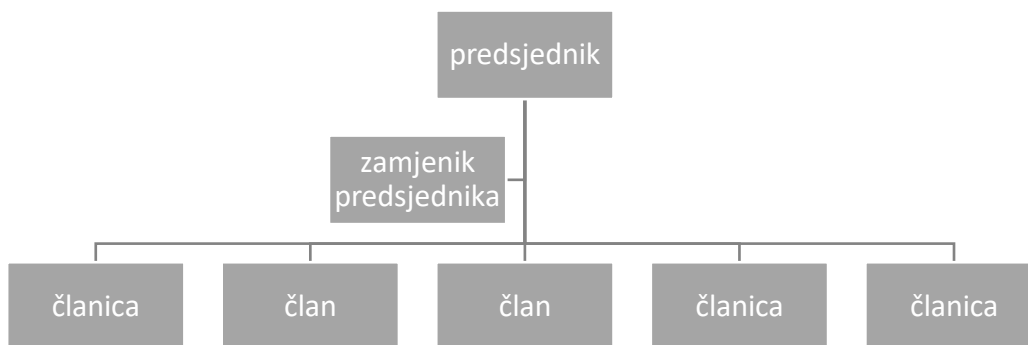 predsjednik
zamjenik
predsjednika
članica
član
član
članica
članica